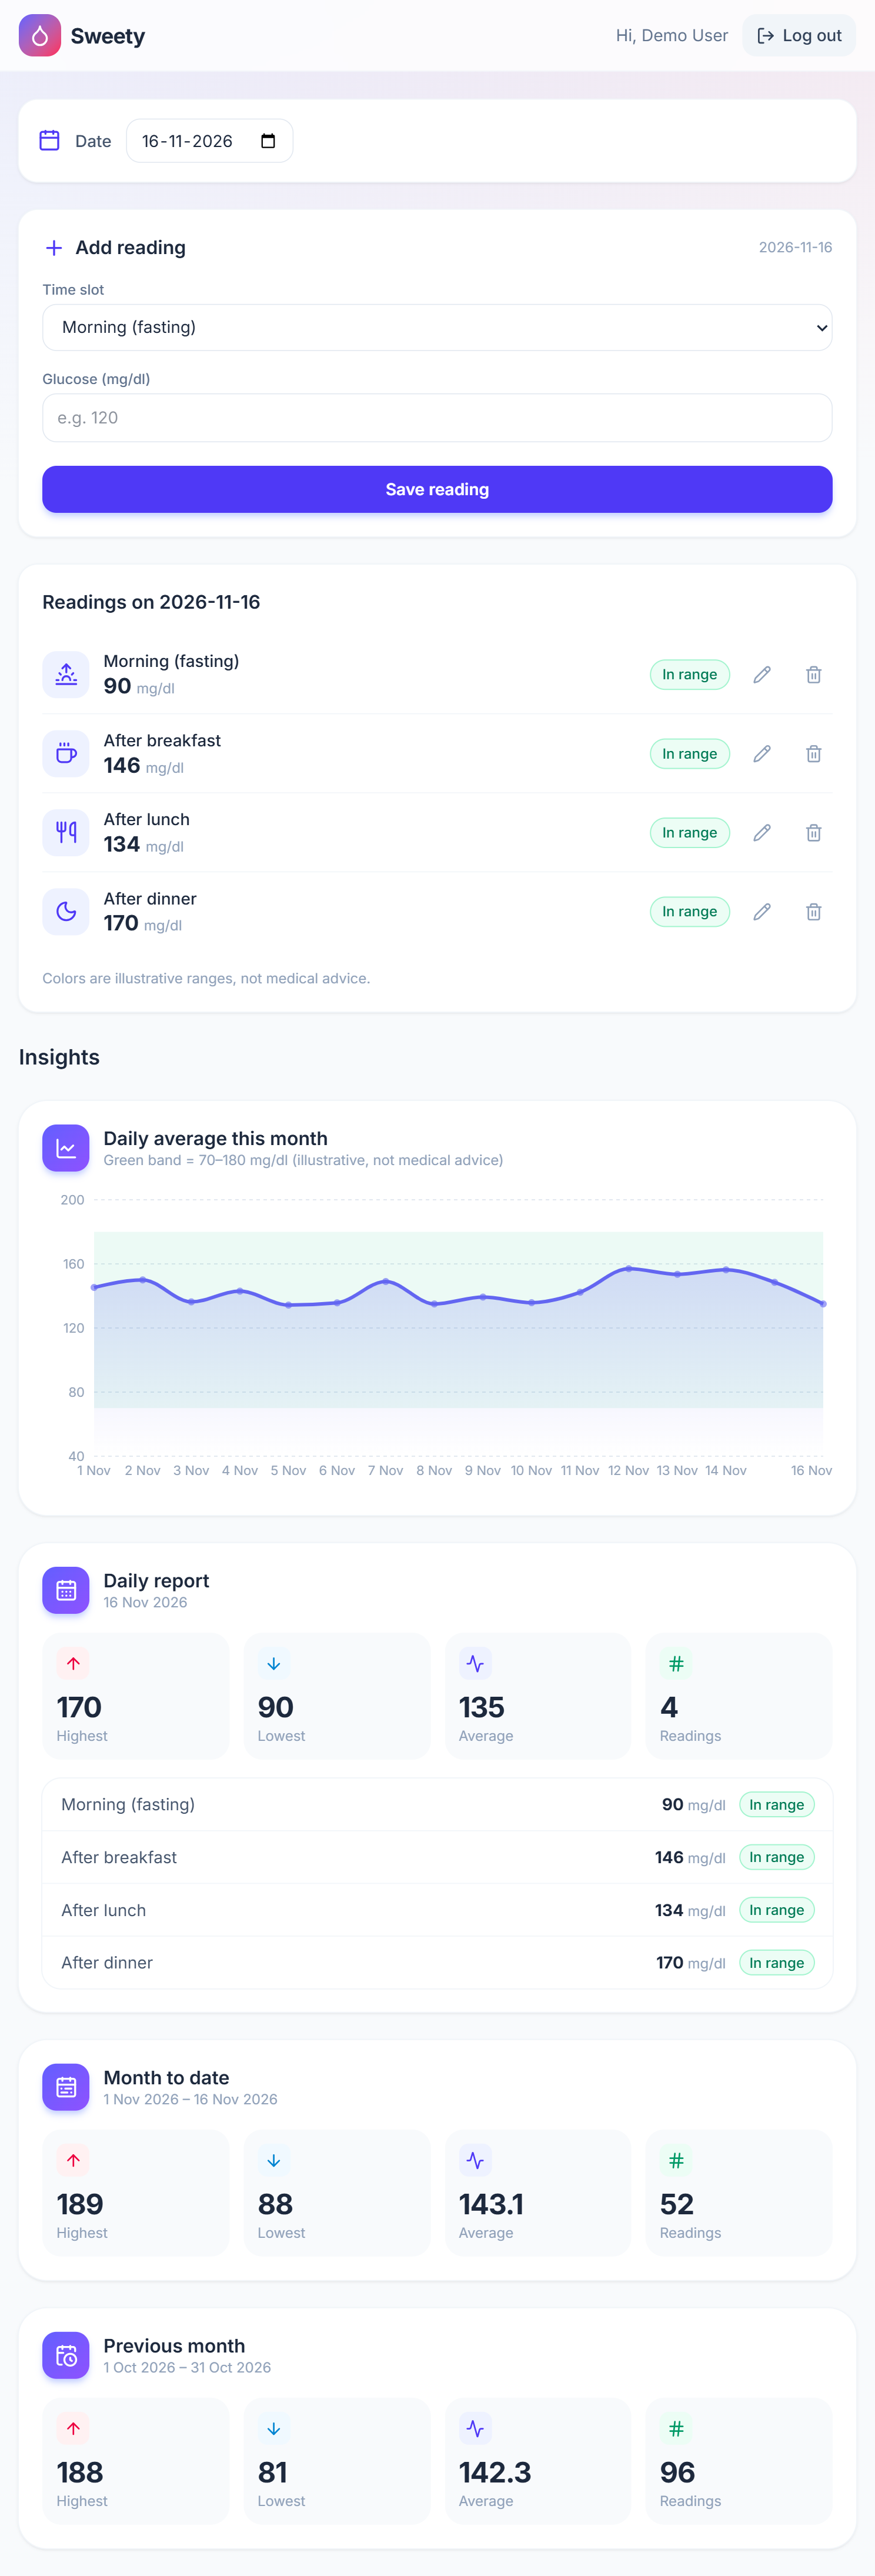 Sweety
Hi, Demo User
Log out
Date
16-11-2026
Add reading
2026-11-16
Time slot
Morning (fasting)
Glucose (mg/dl)
e.g. 120
Save reading
Readings on 2026-11-16
Morning (fasting)
90 mg/dl
In range
After breakfast
146 mg/dl
In range
After lunch
134 mg/dl
In range
After dinner
170 mg/dl
In range
Colors are illustrative ranges, not medical advice.
Insights
Daily average this month
Green band = 70–180 mg/dl (illustrative, not medical advice)
200
160
120
80
40
1 Nov 2 Nov 3 Nov 4 Nov 5 Nov 6 Nov 7 Nov 8 Nov 9 Nov 10 Nov 11 Nov 12 Nov 13 Nov 14 Nov 16 Nov
Daily report
16 Nov 2026
170
Highest
90
Lowest
135
Average
4
Readings
Morning (fasting) 90 mg/dl In range
After breakfast 146 mg/dl In range
After lunch 134 mg/dl In range
After dinner 170 mg/dl In range
Month to date
1 Nov 2026 – 16 Nov 2026
189
Highest
88
Lowest
143.1
Average
52
Readings
Previous month
1 Oct 2026 – 31 Oct 2026
188
Highest
81
Lowest
142.3
Average
96
Readings